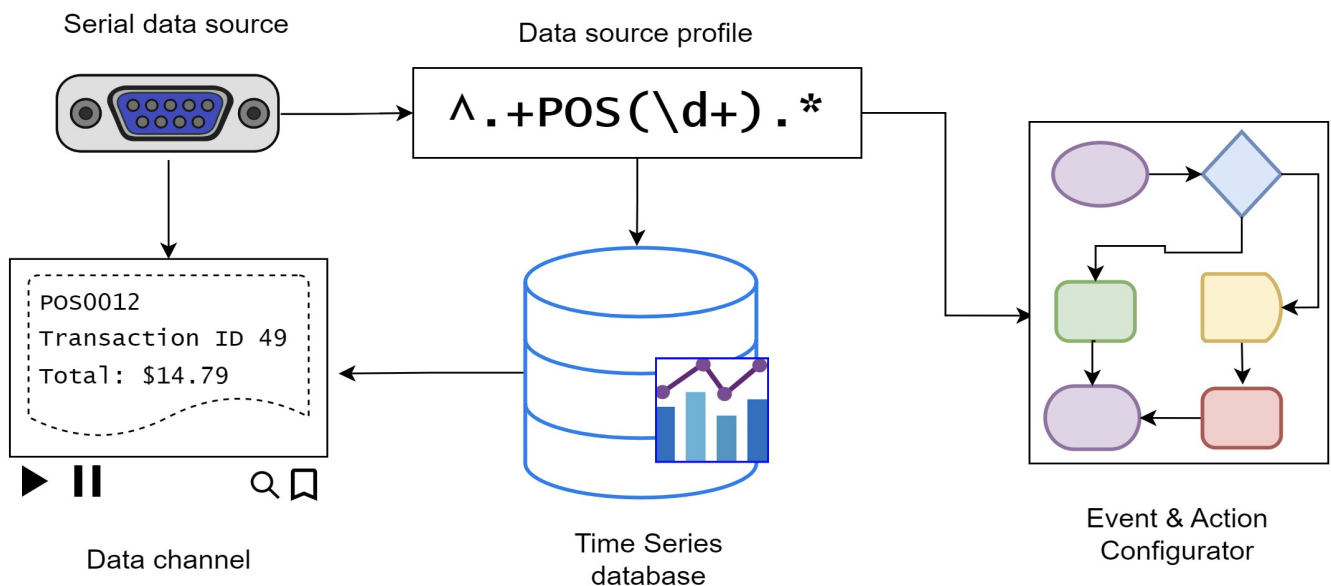 Serial data source
Data source profile
^.+POS(\d+).*
POS0012
Transaction ID 49
Total: $14.79
Data channel
Time Series
database
Event & Action
Configurator